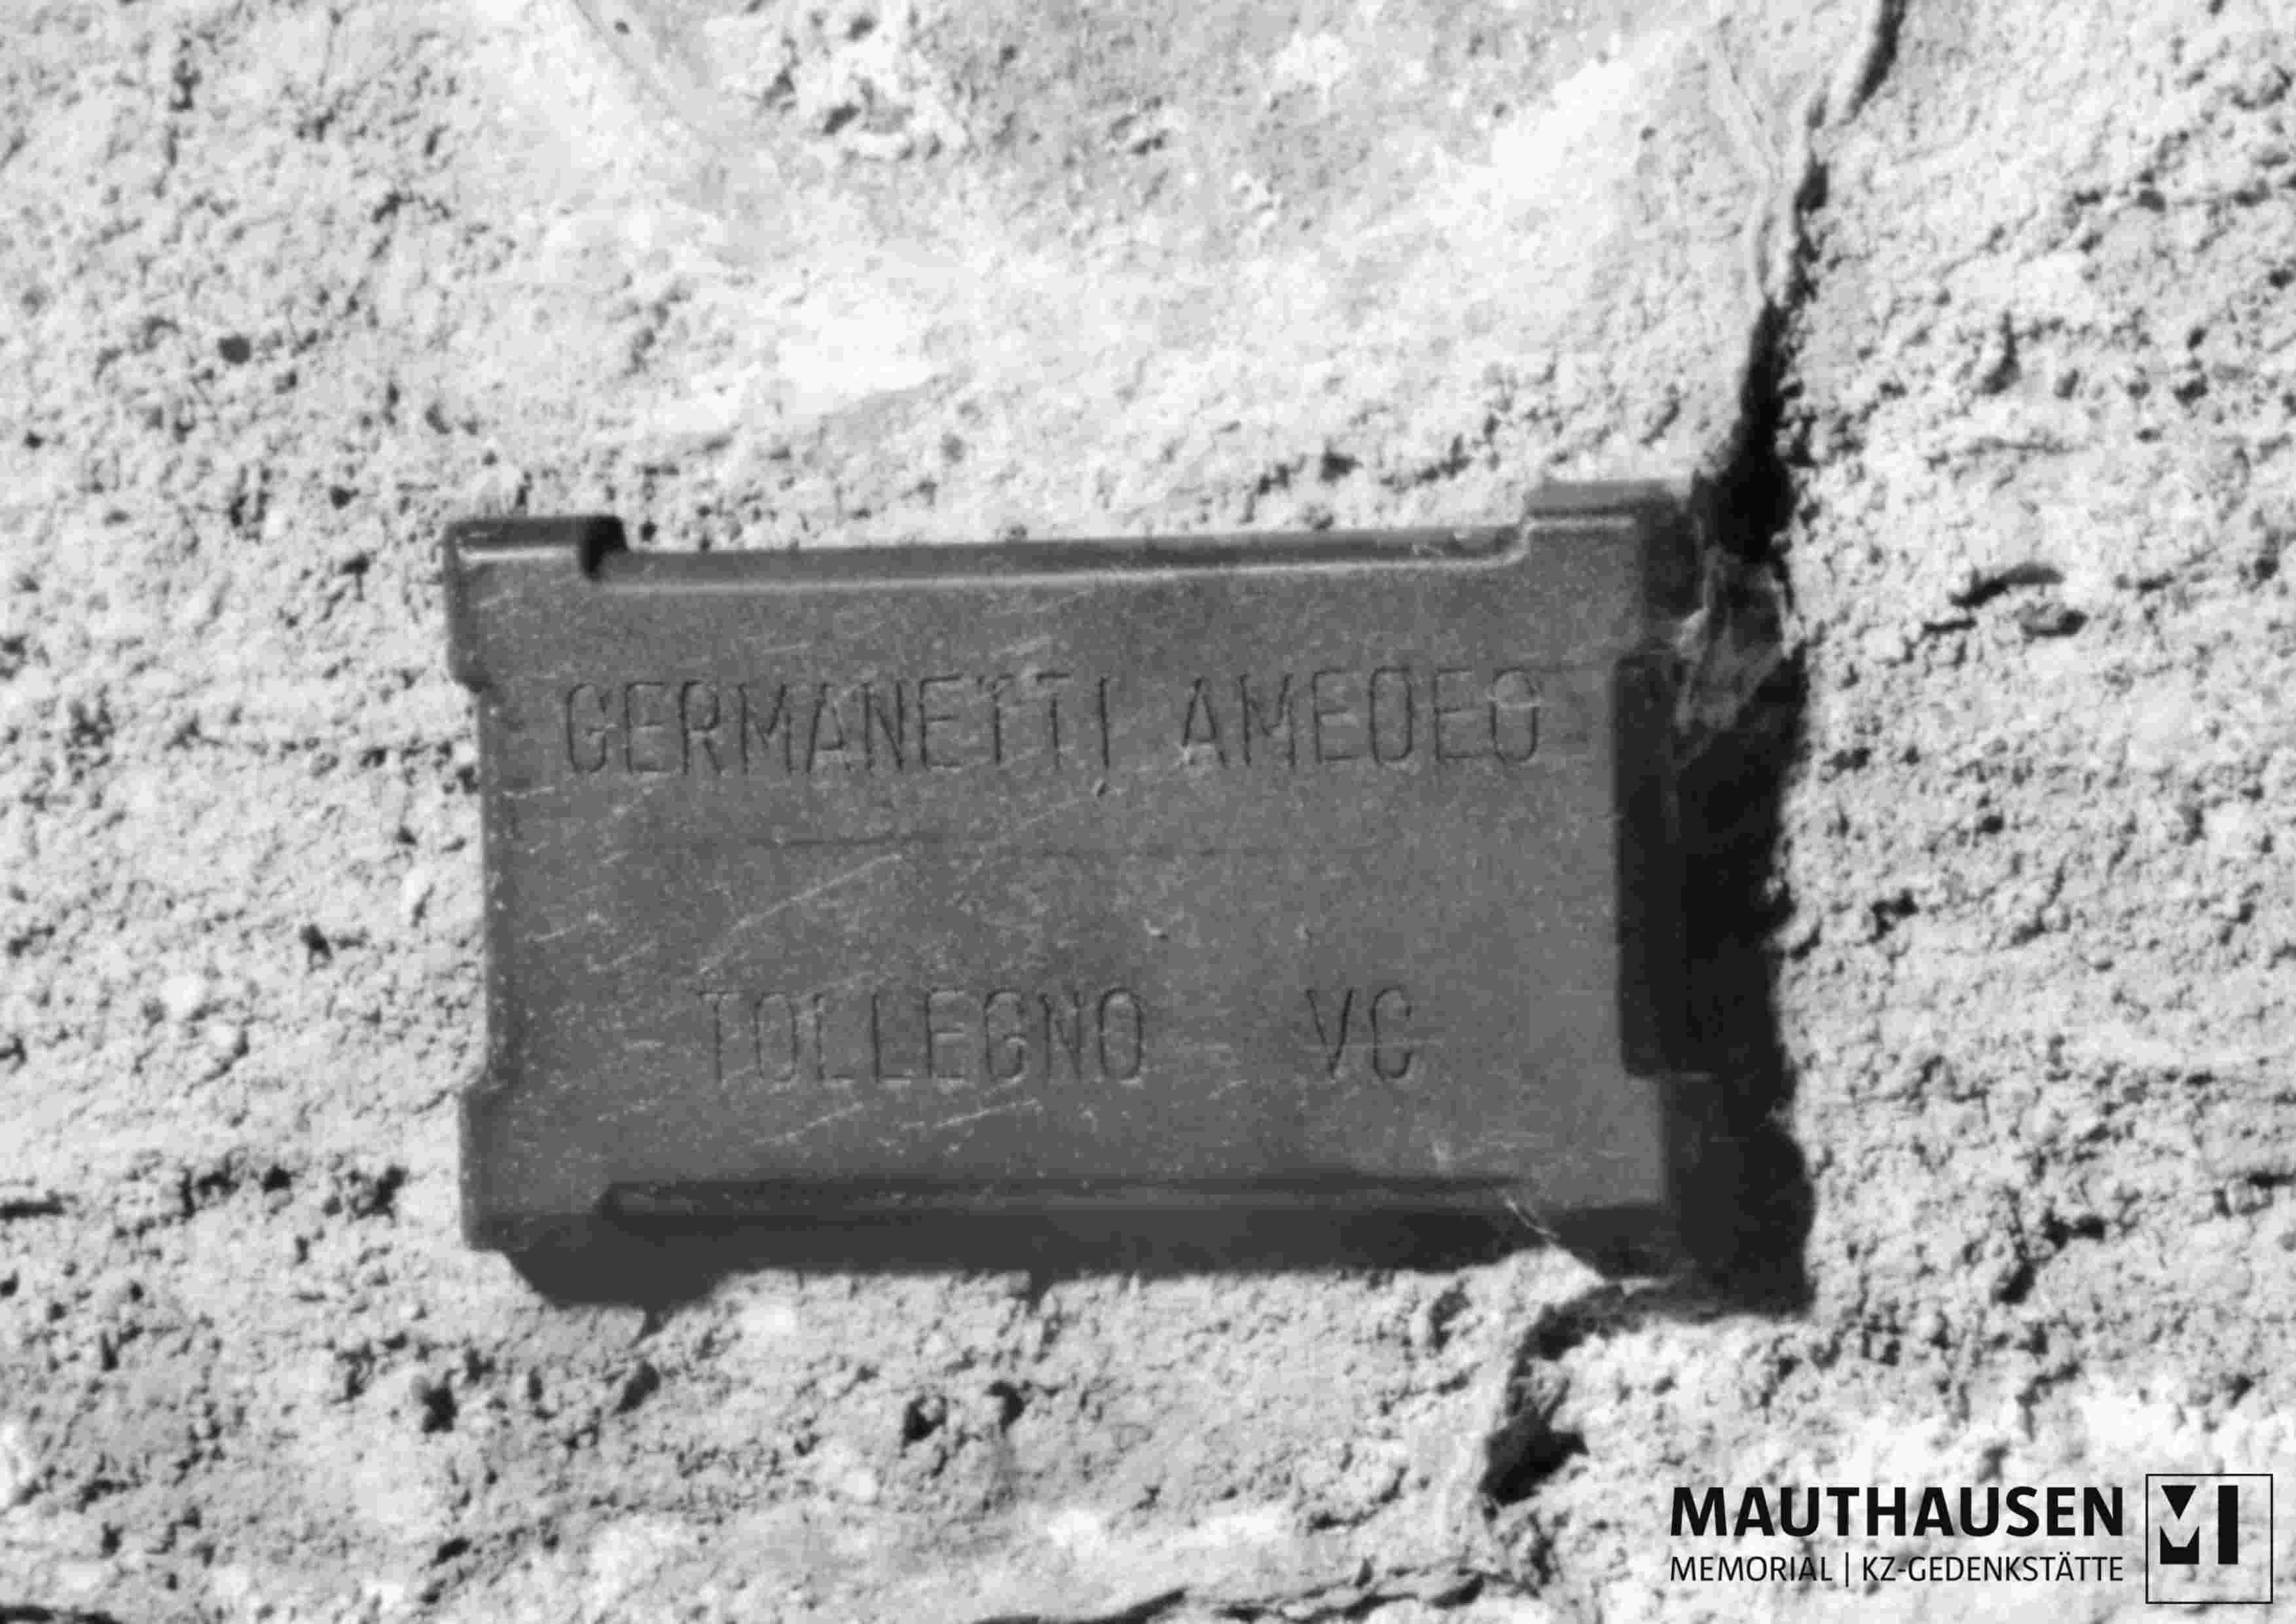 GERMANETTI AMEDEO
TOLLEGNO VC
MAUTHAUSEN
MEMORIAL | KZ-GEDENKSTÄTTE